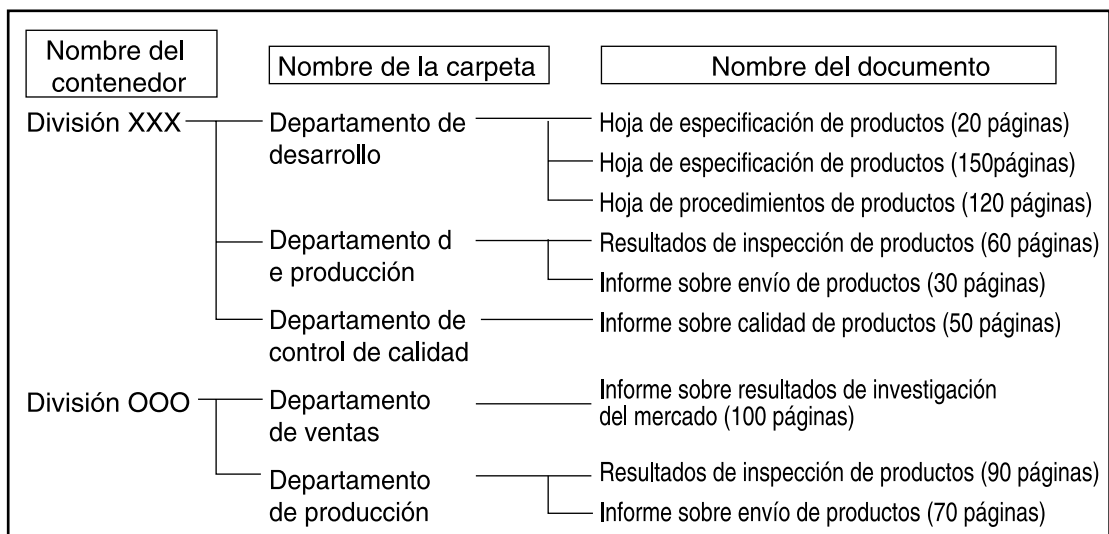 Nombre del
contenedor
Nombre de la carpeta
Nombre del documento
División XXX
Departamento de
desarrollo
Hoja de especificación de productos (20 páginas)
Hoja de especificación de productos (150páginas)
Hoja de procedimientos de productos (120 páginas)
Departamento d
e producción
Resultados de inspección de productos (60 páginas)
Informe sobre envío de productos (30 páginas)
Departamento de
control de calidad
Informe sobre calidad de productos (50 páginas)
División OOO
Departamento
de ventas
Informe sobre resultados de investigación
del mercado (100 páginas)
Departamento
de producción
Resultados de inspección de productos (90 páginas)
Informe sobre envío de productos (70 páginas)